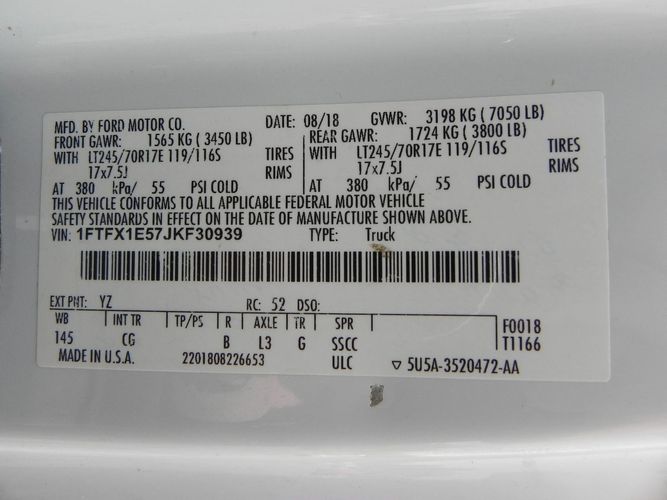 MFD. BY FORD MOTOR CO. DATE: 08/18 GVWR: 3198 KG ( 7050 LB)
FRONT GAWR: 1565 KG ( 3450 LB) REAR GAWR: 1724 KG ( 3800 LB)
WITH LT245/70R17E 119/116S TIRES WITH LT245/70R17E 119/116S TIRES
17x7.5J RIMS 17x7.5J RIMS
AT 380 kPa/ 55 PSI COLD AT 380 kPa/ 55 PSI COLD
THIS VEHICLE CONFORMS TO ALL APPLICABLE FEDERAL MOTOR VEHICLE
SAFETY STANDARDS IN EFFECT ON THE DATE OF MANUFACTURE SHOWN ABOVE.
VIN: 1FTFX1E57JKF30939 TYPE: Truck
EXT PNT: YZ RC: 52 DSO:
WB INT TR TP/PS R AXLE TR SPR F0018
145 CG B L3 G SSCC T1166
MADE IN U.S.A. 2201808226653 ULC ▽ 5U5A-3520472-AA